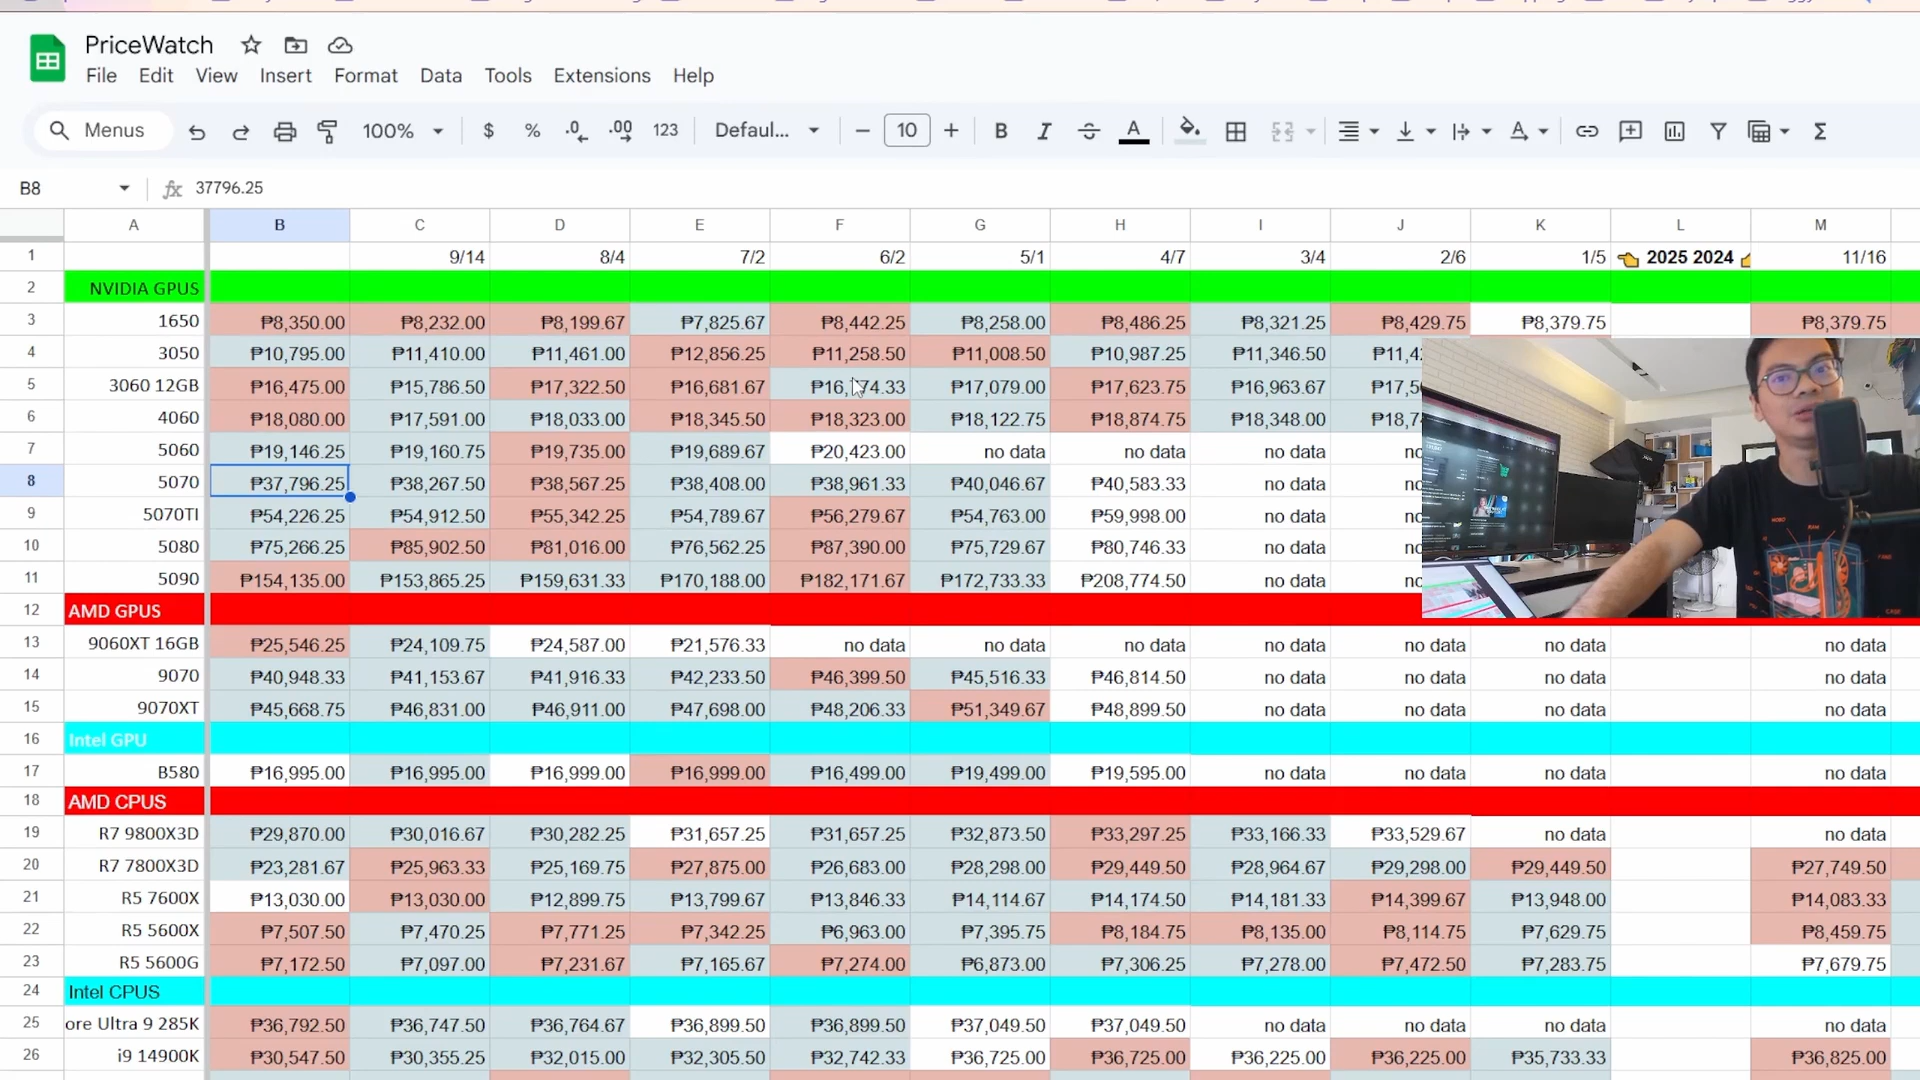 PriceWatch
File Edit View Insert Format Data Tools Extensions Help
Menus 100% $ % .0 .00 123 Defaul... 10 B I A Σ
B8 fx 37796.25
A B C D E F G H I J K L M
1 9/14 8/4 7/2 6/2 5/1 4/7 3/4 2/6 1/5 2025 2024 11/16
2 NVIDIA GPUS
3 1650 ₱8,350.00 ₱8,232.00 ₱8,199.67 ₱7,825.67 ₱8,442.25 ₱8,258.00 ₱8,486.25 ₱8,321.25 ₱8,429.75 ₱8,379.75 ₱8,379.75
4 3050 ₱10,795.00 ₱11,410.00 ₱11,461.00 ₱12,856.25 ₱11,258.50 ₱11,008.50 ₱10,987.25 ₱11,346.50
5 3060 12GB ₱16,475.00 ₱15,786.50 ₱17,322.50 ₱16,681.67 ₱17,079.00 ₱17,623.75 ₱16,963.67
6 4060 ₱18,080.00 ₱17,591.00 ₱18,033.00 ₱18,345.50 ₱18,323.00 ₱18,122.75 ₱18,874.75 ₱18,348.00
7 5060 ₱19,146.25 ₱19,160.75 ₱19,735.00 ₱19,689.67 ₱20,423.00 no data no data no data
8 5070 ₱37,796.25 ₱38,267.50 ₱38,567.25 ₱38,408.00 ₱38,961.33 ₱40,046.67 ₱40,583.33 no data
9 5070TI ₱54,226.25 ₱54,912.50 ₱55,342.25 ₱54,789.67 ₱56,279.67 ₱54,763.00 ₱59,998.00 no data
10 5080 ₱75,266.25 ₱85,902.50 ₱81,016.00 ₱76,562.25 ₱87,390.00 ₱75,729.67 ₱80,746.33 no data
11 5090 ₱154,135.00 ₱153,865.25 ₱159,631.33 ₱170,188.00 ₱182,171.67 ₱172,733.33 ₱208,774.50 no data
12 AMD GPUS
13 9060XT 16GB ₱25,546.25 ₱24,109.75 ₱24,587.00 ₱21,576.33 no data no data no data no data no data no data no data
14 9070 ₱40,948.33 ₱41,153.67 ₱41,916.33 ₱42,233.50 ₱46,399.50 ₱45,516.33 ₱46,814.50 no data no data no data no data
15 9070XT ₱45,668.75 ₱46,831.00 ₱46,911.00 ₱47,698.00 ₱48,206.33 ₱51,349.67 ₱48,899.50 no data no data no data no data
16 Intel GPU
17 B580 ₱16,995.00 ₱16,995.00 ₱16,999.00 ₱16,999.00 ₱16,499.00 ₱19,499.00 ₱19,595.00 no data no data no data no data
18 AMD CPUS
19 R7 9800X3D ₱29,870.00 ₱30,016.67 ₱30,282.25 ₱31,657.25 ₱31,657.25 ₱32,873.50 ₱33,297.25 ₱33,166.33 ₱33,529.67 no data no data
20 R7 7800X3D ₱23,281.67 ₱25,963.33 ₱25,169.75 ₱27,875.00 ₱26,683.00 ₱28,298.00 ₱29,449.50 ₱28,964.67 ₱29,298.00 ₱29,449.50 ₱27,749.50
21 R5 7600X ₱13,030.00 ₱13,030.00 ₱12,899.75 ₱13,799.67 ₱13,846.33 ₱14,114.67 ₱14,174.50 ₱14,181.33 ₱14,399.67 ₱13,948.00 ₱14,083.33
22 R5 5600X ₱7,507.50 ₱7,470.25 ₱7,771.25 ₱7,342.25 ₱6,963.00 ₱7,395.75 ₱8,184.75 ₱8,135.00 ₱8,114.75 ₱7,629.75 ₱8,459.75
23 R5 5600G ₱7,172.50 ₱7,097.00 ₱7,231.67 ₱7,165.67 ₱7,274.00 ₱6,873.00 ₱7,306.25 ₱7,278.00 ₱7,472.50 ₱7,283.75 ₱7,679.75
24 Intel CPUS
25 ore Ultra 9 285K ₱36,792.50 ₱36,747.50 ₱36,764.67 ₱36,899.50 ₱36,899.50 ₱37,049.50 ₱37,049.50 no data no data no data no data
26 i9 14900K ₱30,547.50 ₱30,355.25 ₱32,015.00 ₱32,305.50 ₱32,742.33 ₱36,725.00 ₱36,725.00 ₱36,225.00 ₱36,225.00 ₱35,733.33 ₱36,825.00